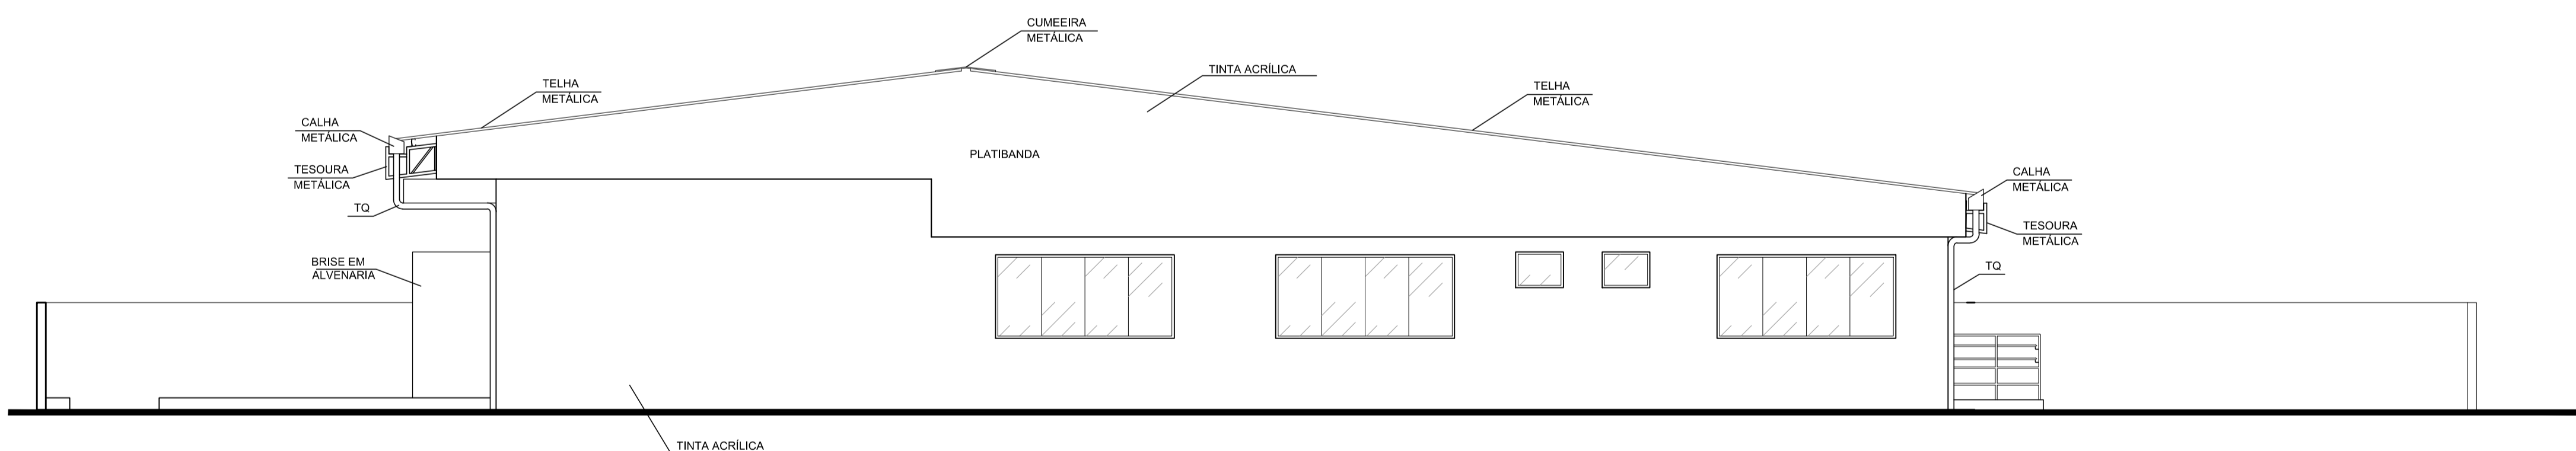 CUMEEIRA
METÁLICA
TINTA ACRÍLICA
TELHA
METÁLICA
TELHA
METÁLICA
CALHA
METÁLICA
PLATIBANDA
TESOURA
METÁLICA
CALHA
METÁLICA
TQ
TESOURA
METÁLICA
BRISE EM
ALVENARIA
TQ
TINTA ACRÍLICA